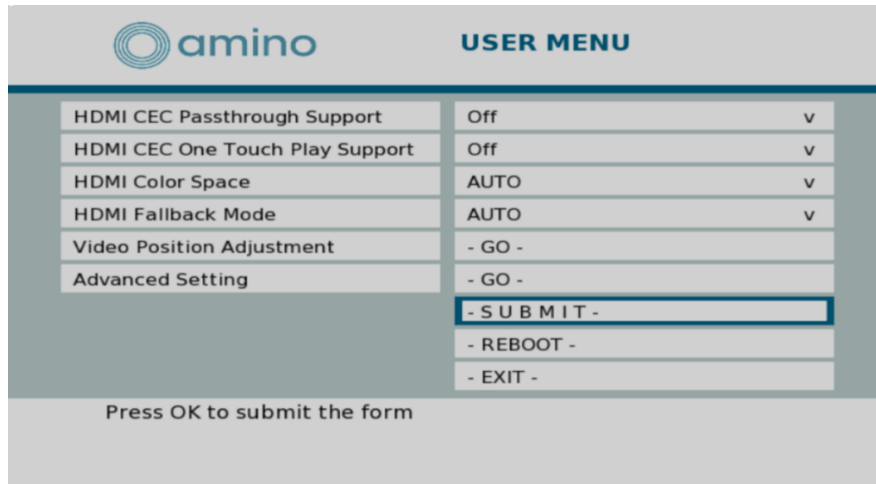 amino USER MENU
HDMI CEC Passthrough Support Off v
HDMI CEC One Touch Play Support Off v
HDMI Color Space AUTO v
HDMI Fallback Mode AUTO v
Video Position Adjustment - GO -
Advanced Setting - GO -
- S U B M I T -
- REBOOT -
- EXIT -
Press OK to submit the form